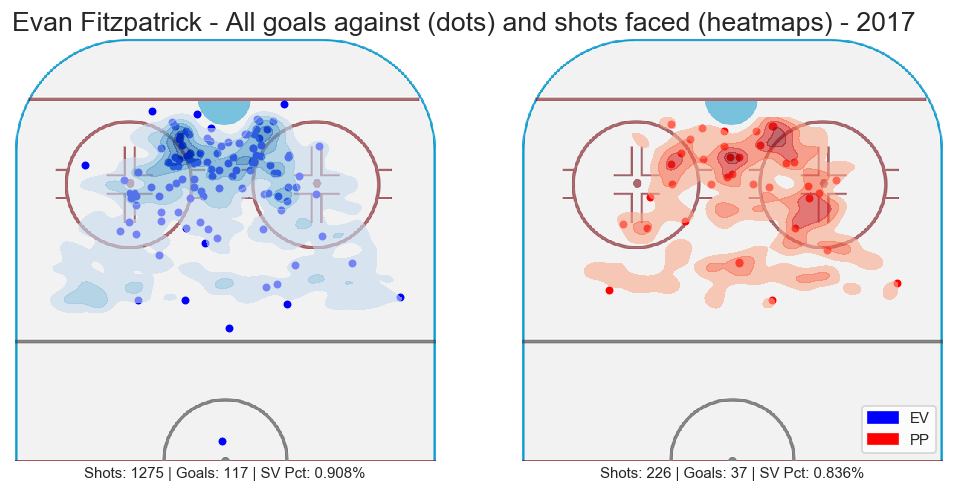 Evan Fitzpatrick - All goals against (dots) and shots faced (heatmaps) - 2017
EV
PP
Shots: 1275 | Goals: 117 | SV Pct: 0.908%
Shots: 226 | Goals: 37 | SV Pct: 0.836%